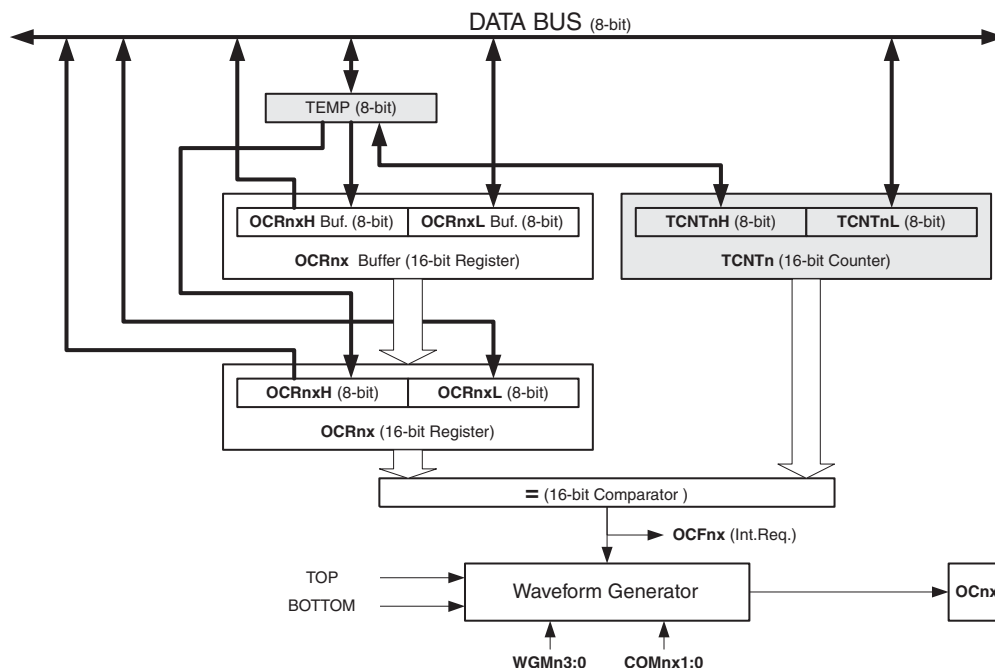 DATA BUS (8-bit)
TEMP (8-bit)
OCRnxH Buf. (8-bit) OCRnxL Buf. (8-bit)
OCRnx Buffer (16-bit Register)
TCNTnH (8-bit) TCNTnL (8-bit)
TCNTn (16-bit Counter)
OCRnxH (8-bit) OCRnxL (8-bit)
OCRnx (16-bit Register)
= (16-bit Comparator )
OCFnx (Int.Req.)
TOP
BOTTOM
Waveform Generator
OCnx
WGMn3:0 COMnx1:0